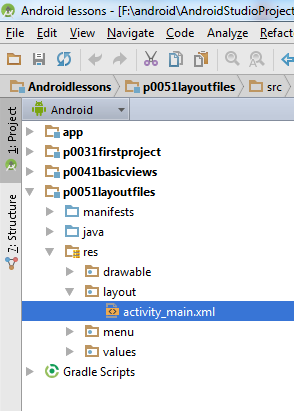 Android lessons - [F:\android\AndroidStudioProject
File Edit View Navigate Code Analyze Refac
Androidlessons p0051layoutfiles src
1: Project
7: Structure
Android
app
p0031firstproject
p0041basicviews
p0051layoutfiles
manifests
java
res
drawable
layout
activity_main.xml
menu
values
Gradle Scripts